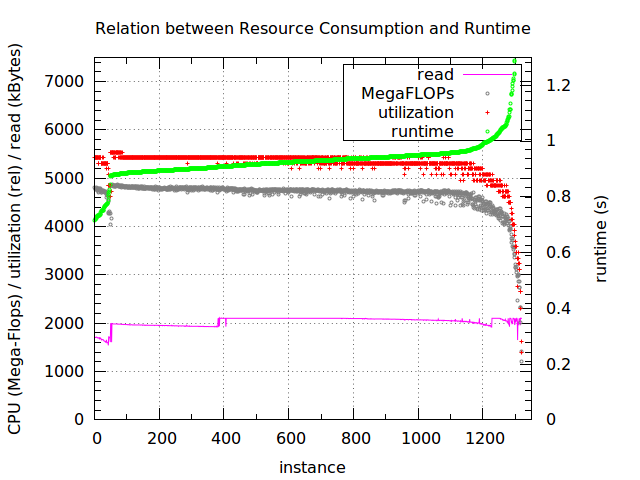 Relation between Resource Consumption and Runtime
CPU (Mega-Flops) / utilization (rel) / read (kBytes)
7000
6000
5000
4000
3000
2000
1000
0
read
MegaFLOPs
utilization
runtime
1.2
1
0.8
0.6
0.4
0.2
0
runtime (s)
0 200 400 600 800 1000 1200
instance